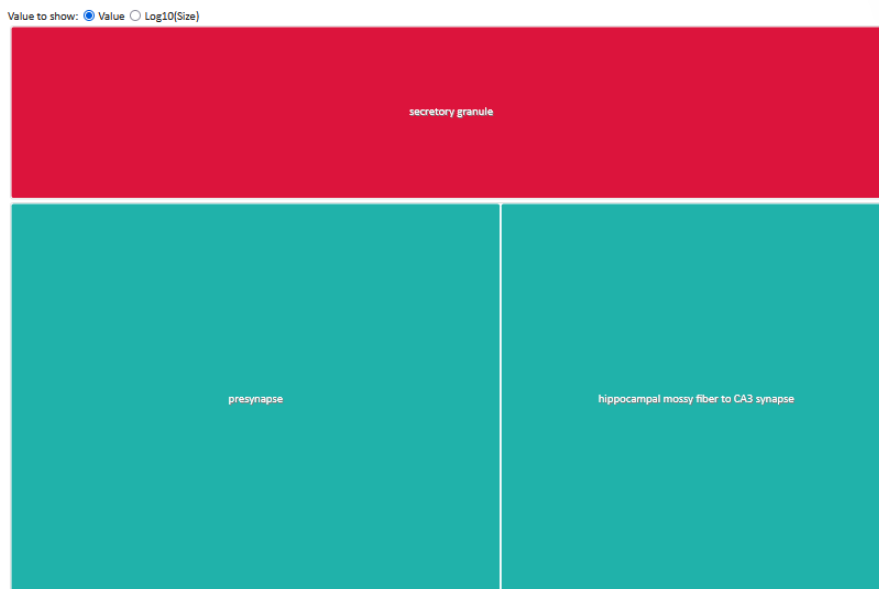 Value to show: Value Log10(Size)
secretory granule
presynapse
hippocampal mossy fiber to CA3 synapse